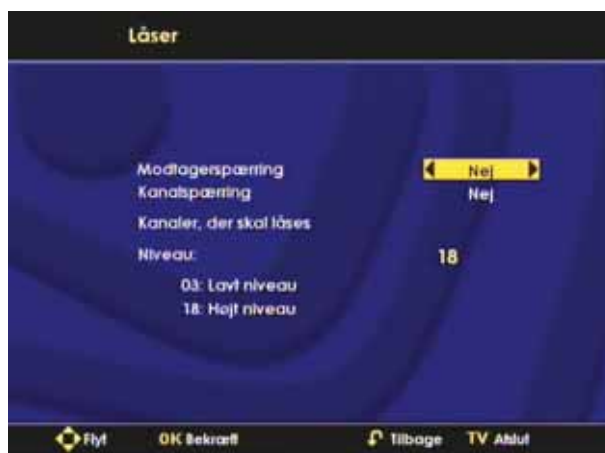 Låser
Modtagerspærring Nej
Kanalspærring Nej
Kanaler, der skal låses
Niveau: 18
03: Lavt niveau
18: Højt niveau
Flyt OK Bekræft Tilbage TV Afslut